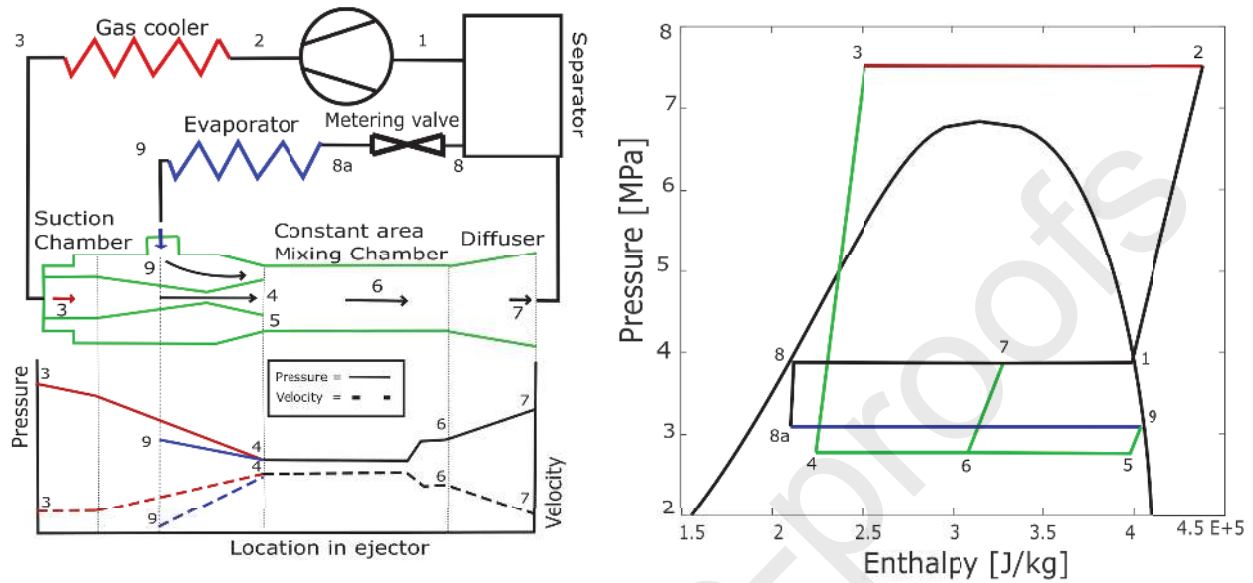 3
Gas cooler
2
1
Separator
Evaporator
Metering valve
9
8a
8
Suction
Chamber
Constant area
Mixing Chamber
Diffuser
9
3
4
5
6
7
Pressure
3
9
4
4
6
7
Pressure =
Velocity =
3
9
6
7
Velocity
Location in ejector
Pressure [MPa]
8
7
6
5
4
3
2
3
2
8
7
1
8a
9
4
6
5
1.5
2
2.5
3
3.5
4
4.5 E+5
Enthalpy [J/kg]
e-proofs